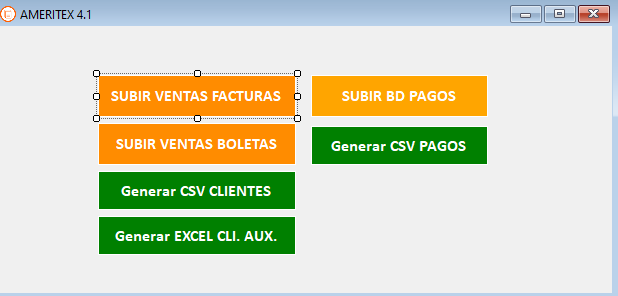 AMERITEX 4.1
SUBIR VENTAS FACTURAS
SUBIR BD PAGOS
SUBIR VENTAS BOLETAS
Generar CSV PAGOS
Generar CSV CLIENTES
Generar EXCEL CLI. AUX.